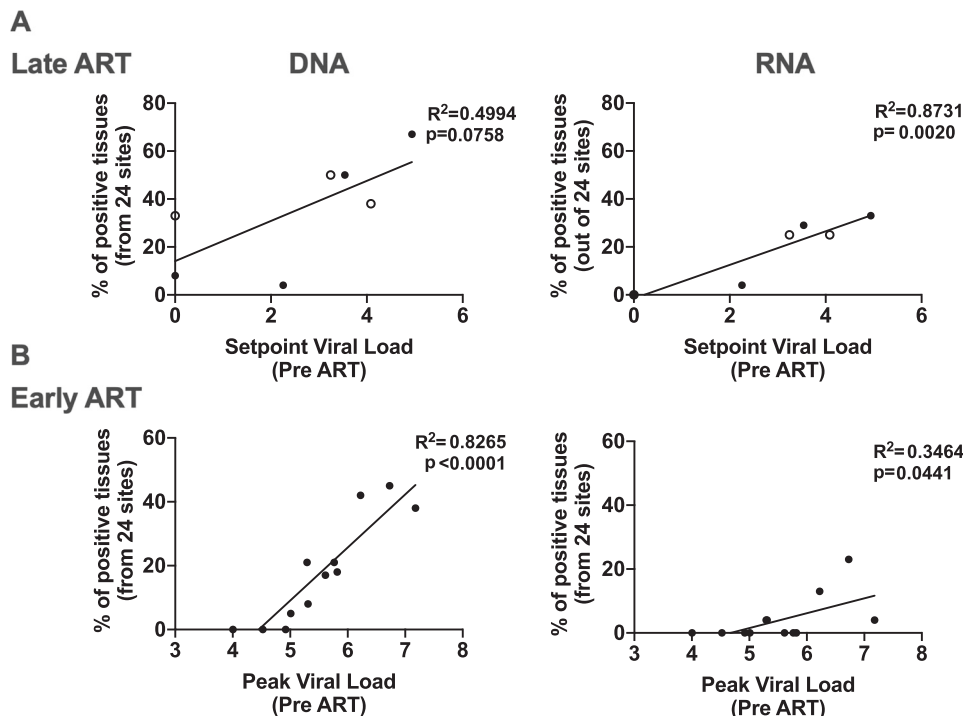 A
Late ART
DNA
RNA
% of positive tissues
(from 24 sites)
80
60
40
20
0
R²=0.4994
p=0.0758
0 2 4 6
Setpoint Viral Load
(Pre ART)
% of positive tissues
(out of 24 sites)
80
60
40
20
0
R²=0.8731
p= 0.0020
0 2 4 6
Setpoint Viral Load
(Pre ART)
B
Early ART
% of positive tissues
(from 24 sites)
60
40
20
0
R²=0.8265
p <0.0001
3 4 5 6 7 8
Peak Viral Load
(Pre ART)
% of positive tissues
(from 24 sites)
60
40
20
0
R²=0.3464
p=0.0441
3 4 5 6 7 8
Peak Viral Load
(Pre ART)